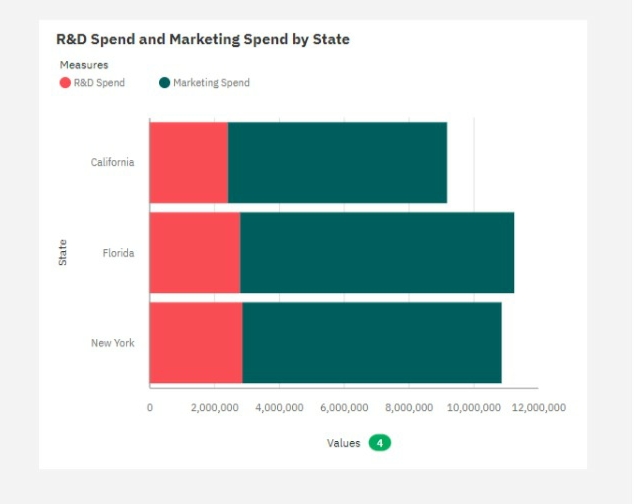 R&D Spend and Marketing Spend by State
Measures
R&D Spend Marketing Spend
California
Florida
New York
State
0 2,000,000 4,000,000 6,000,000 8,000,000 10,000,000 12,000,000
Values 4